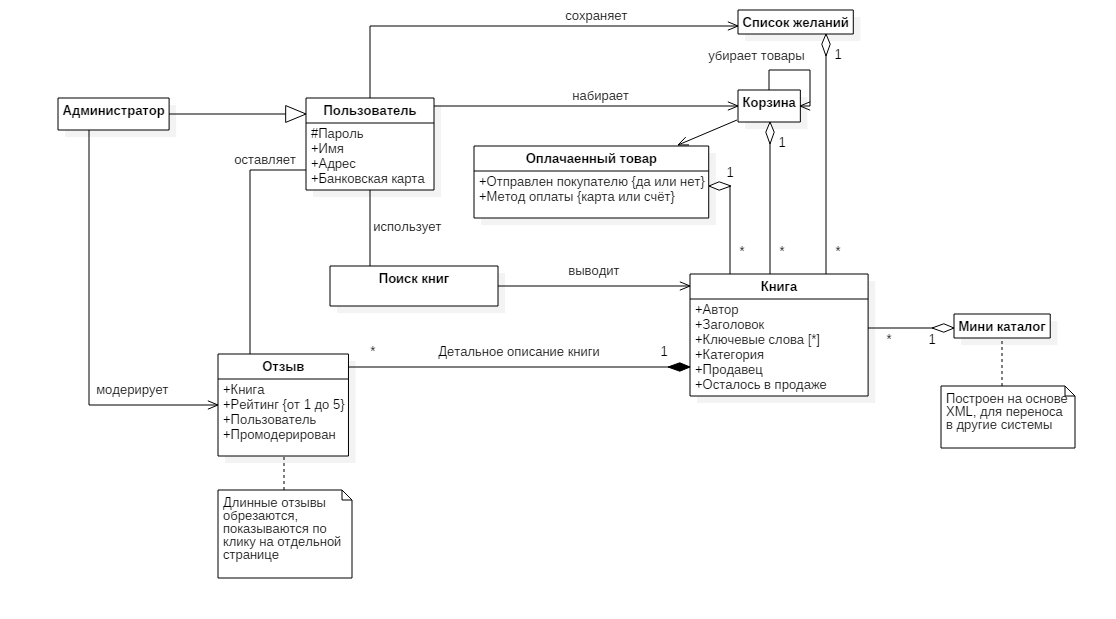 сохраняет
Список желаний
1
убирает товары
Корзина
1
набирает
Администратор
Пользователь
#Пароль
+Имя
+Адрес
+Банковская карта
оставляет
Оплачаенный товар
+Отправлен покупателю {да или нет}
+Метод оплаты {карта или счёт}
1
использует
*
*
*
Поиск книг
выводит
Книга
+Автор
+Заголовок
+Ключевые слова [*]
+Категория
+Продавец
+Осталось в продаже
*
1
Мини каталог
Построен на основе
XML, для переноса
в другие системы
*
Детальное описание книги
1
модерирует
Отзыв
+Книга
+Рейтинг {от 1 до 5}
+Пользователь
+Промодерирован
Длинные отзывы
обрезаются,
показываются по
клику на отдельной
странице